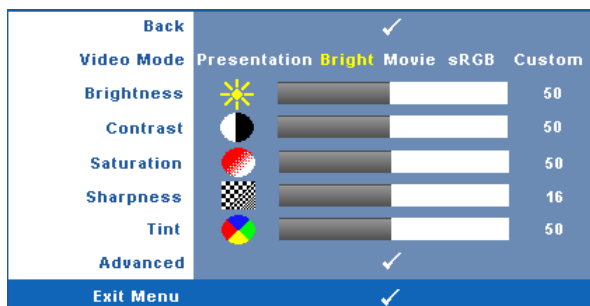 Back
Video Mode Presentation Bright Movie sRGB Custom
Brightness 50
Contrast 50
Saturation 50
Sharpness 16
Tint 50
Advanced
Exit Menu